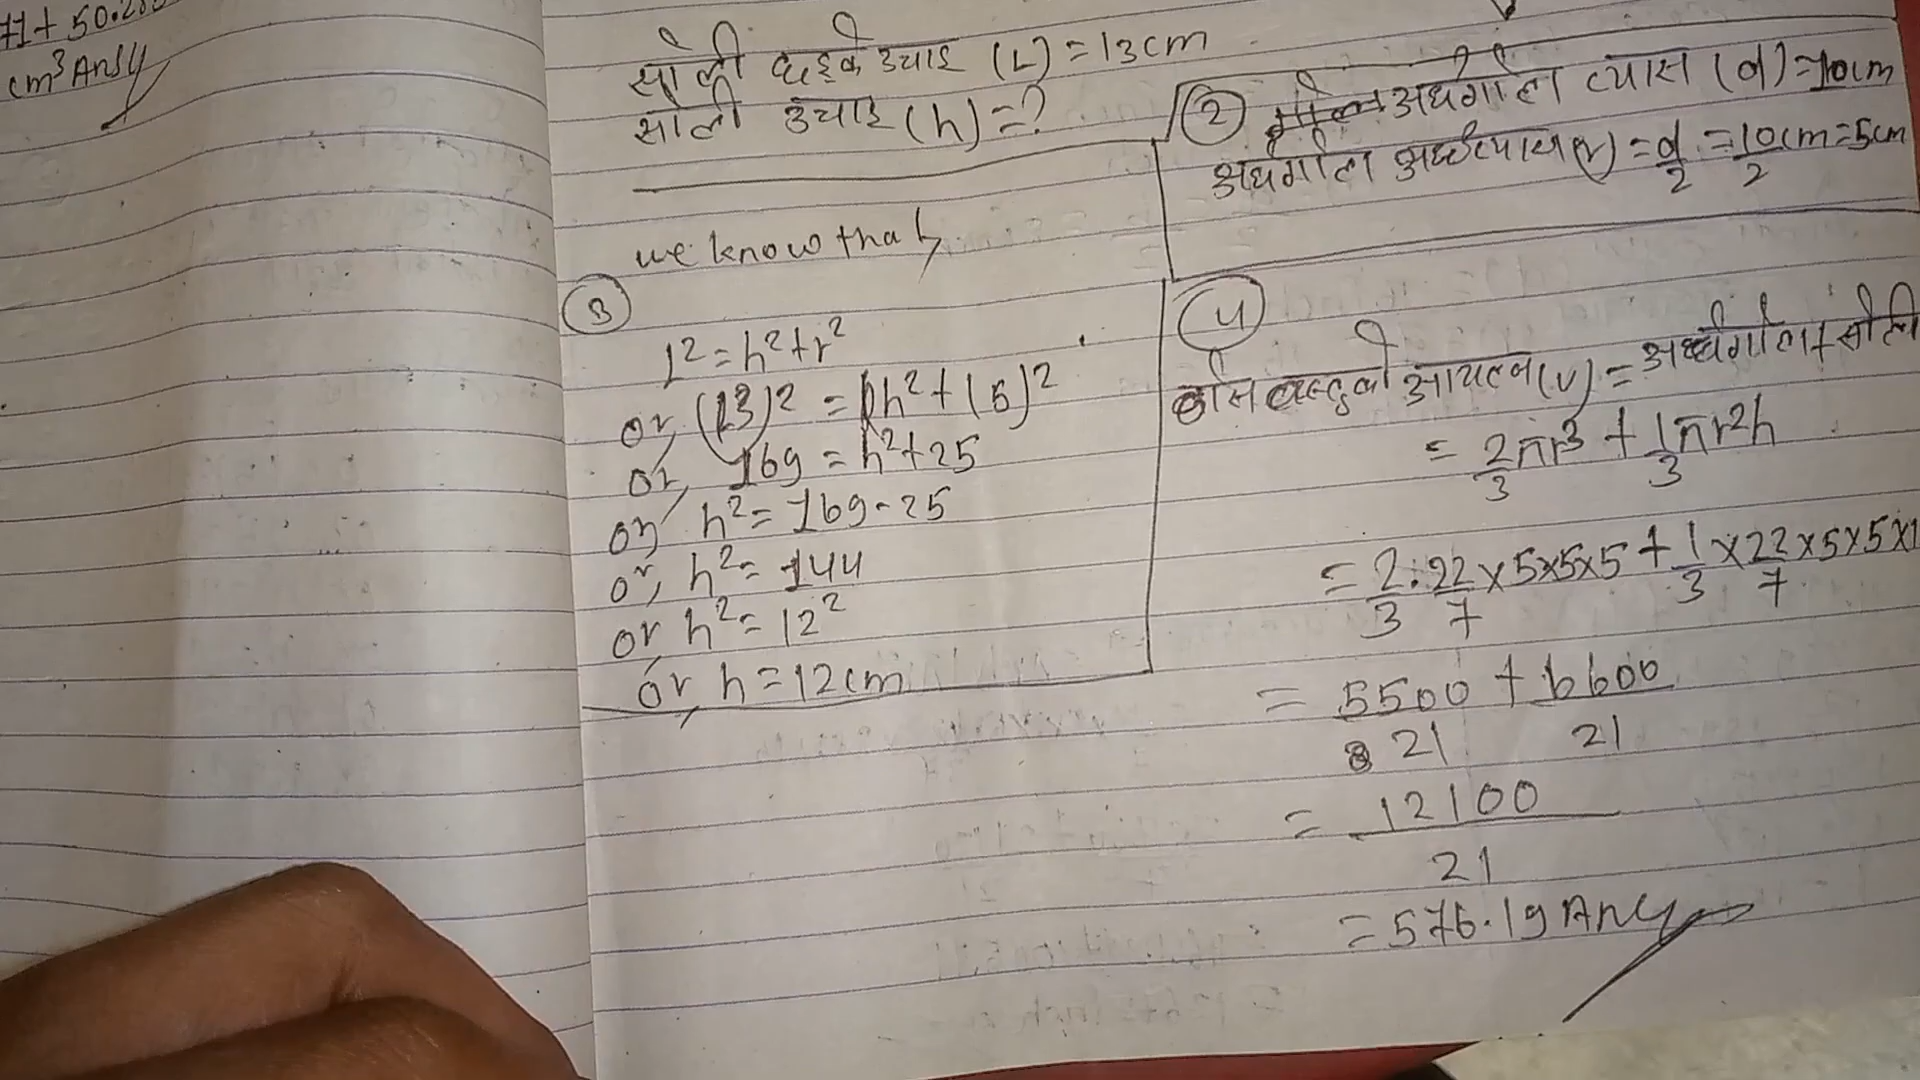 cm³ Ans
सोली ढल्के उचाइ (L) = 13cm
सोली उचाइ (h) = ?
② अर्धगोला व्यास (d) = 10cm
अर्धगोला अर्धव्यास (r) = d/2 = 10/2 cm = 5cm
we know that,
③
L² = h² + r²
or, (13)² = h² + (5)²
or, 169 = h² + 25
or, h² = 169 - 25
or, h² = 144
or, h² = 12²
or, h = 12cm
④
ठोस वस्तुको आयतन (v) = अर्धगोला + सोली
= 2/3 πr³ + 1/3 πr²h
= 2/3 · 22/7 × 5×5×5 + 1/3 × 22/7 × 5×5×1
= 5500/21 + 6600/21
= 12100/21
= 576.19 Ans